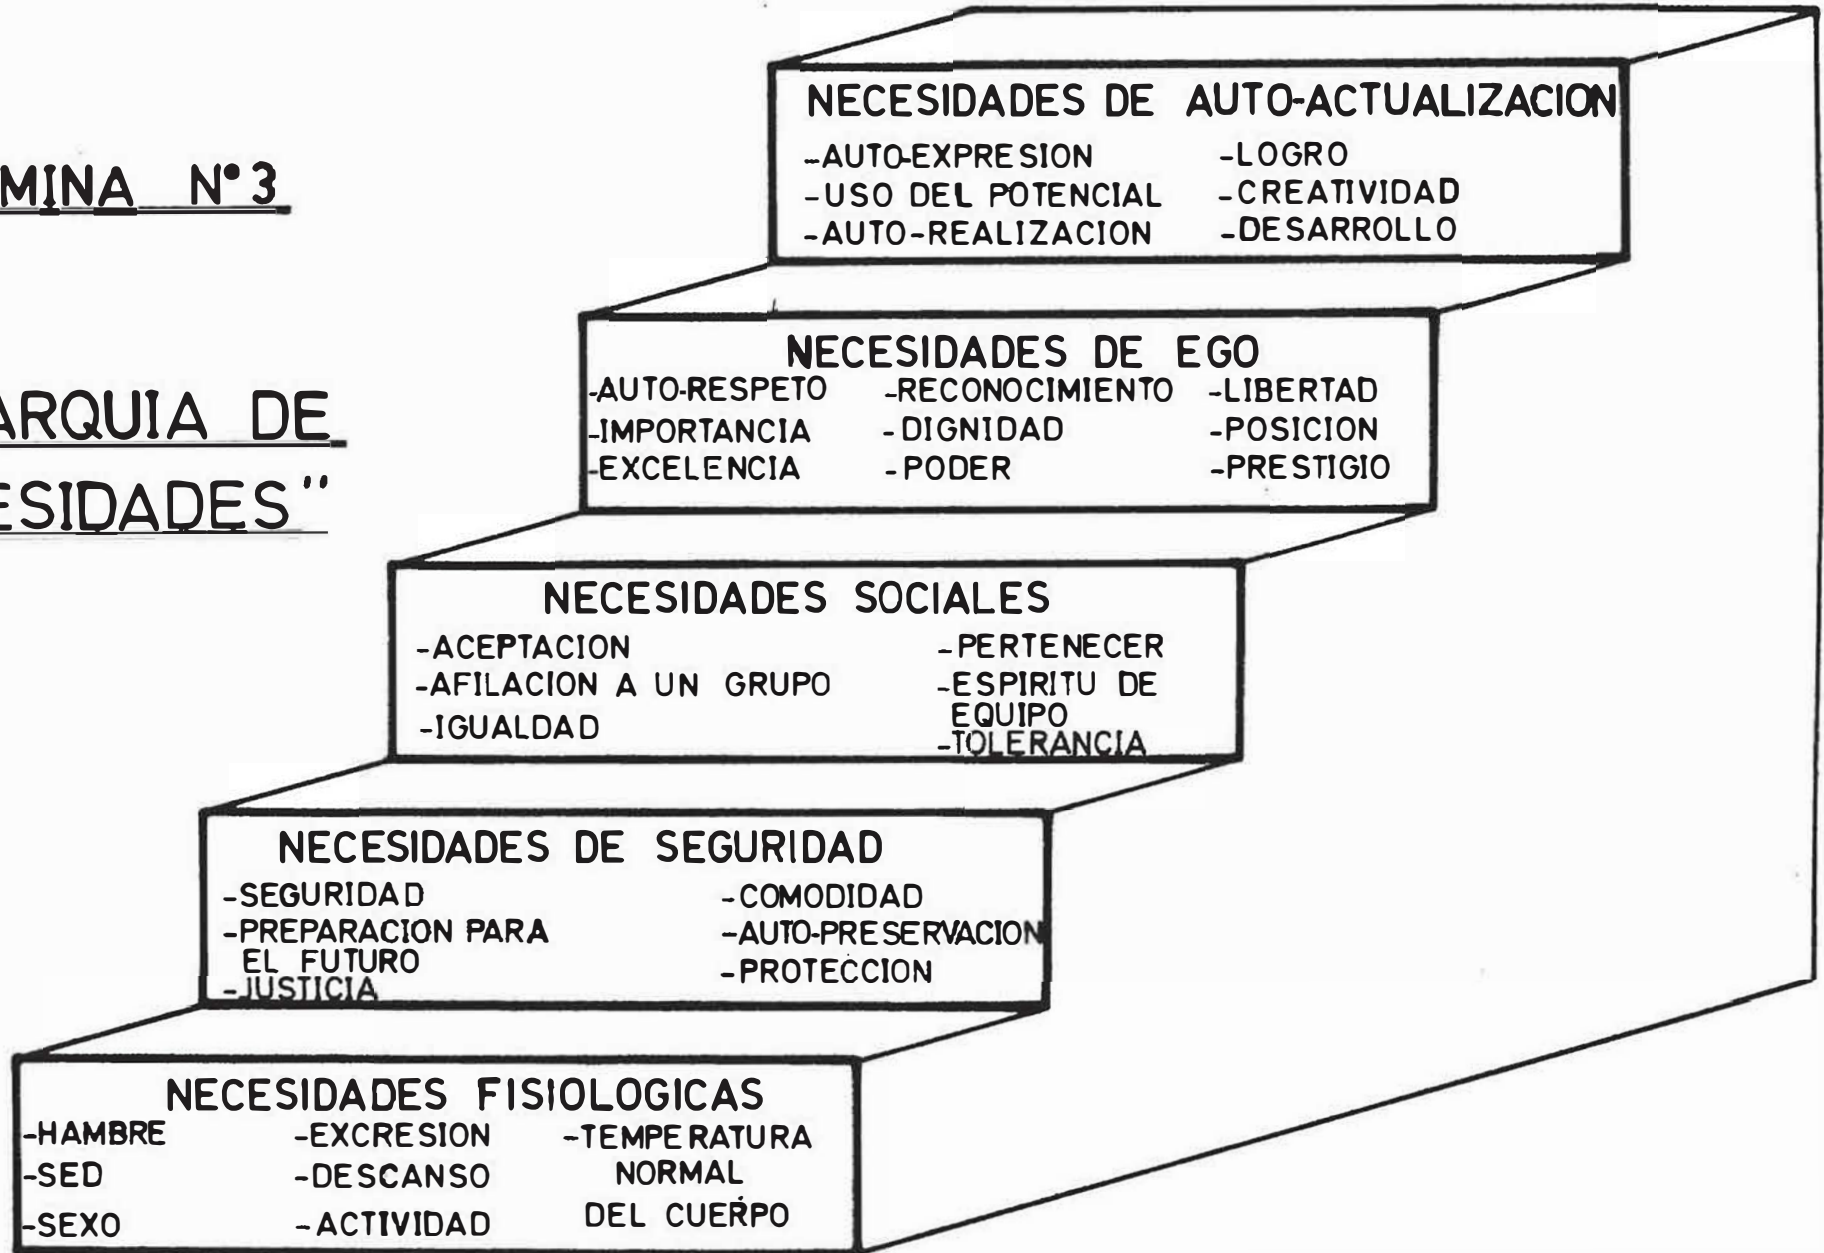 MINA N° 3
ARQUIA DE
ESIDADES"
NECESIDADES DE AUTO-ACTUALIZACION
-AUTO-EXPRESION -LOGRO
-USO DEL POTENCIAL -CREATIVIDAD
-AUTO-REALIZACION -DESARROLLO
NECESIDADES DE EGO
-AUTO-RESPETO -RECONOCIMIENTO -LIBERTAD
-IMPORTANCIA -DIGNIDAD -POSICION
-EXCELENCIA -PODER -PRESTIGIO
NECESIDADES SOCIALES
-ACEPTACION -PERTENECER
-AFILACION A UN GRUPO -ESPIRITU DE
EQUIPO
-IGUALDAD
-TOLERANCIA
NECESIDADES DE SEGURIDAD
-SEGURIDAD -COMODIDAD
-PREPARACION PARA -AUTO-PRESERVACION
EL FUTURO -PROTECCION
-JUSTICIA
NECESIDADES FISIOLOGICAS
-HAMBRE -EXCRESION -TEMPERATURA
-SED -DESCANSO NORMAL
-SEXO -ACTIVIDAD DEL CUERPO